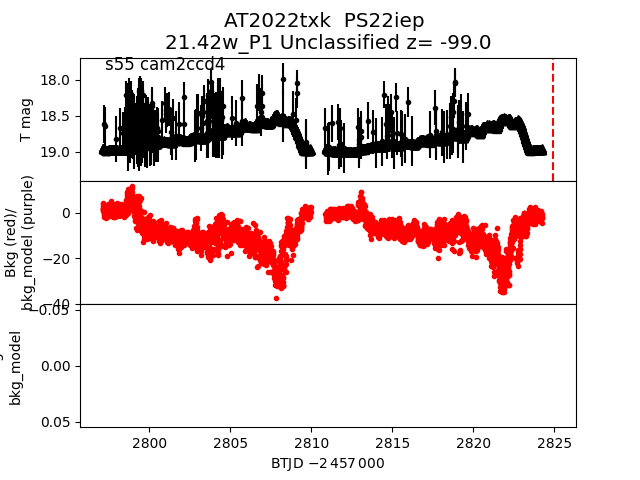 AT2022txk PS22iep
21.42w_P1 Unclassified z= -99.0
s55 cam2ccd4
18.0
18.5
19.0
T mag
0
−20
−40
Bkg (red)/
bkg_model (purple)
−0.05
0.00
0.05
bkg_model
2800
2805
2810
2815
2820
2825
BTJD −2 457 000